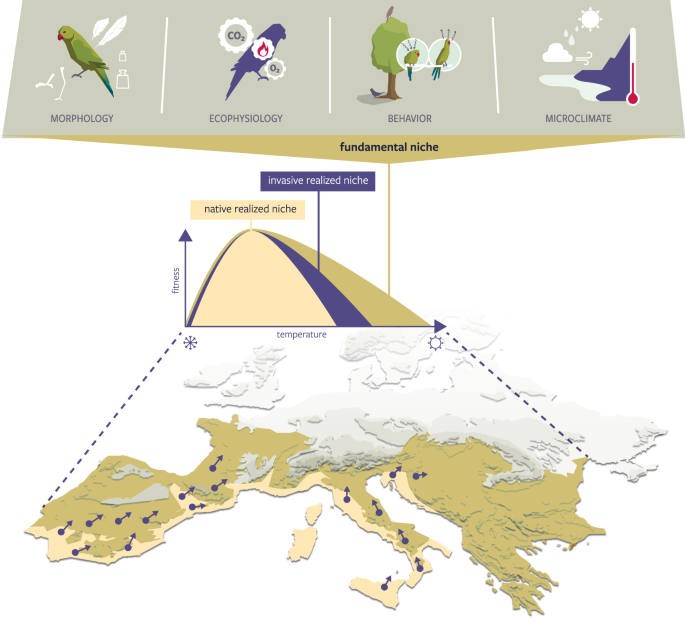 CO2
O2
MORPHOLOGY
ECOPHYSIOLOGY
BEHAVIOR
MICROCLIMATE
fundamental niche
invasive realized niche
native realized niche
fitness
temperature